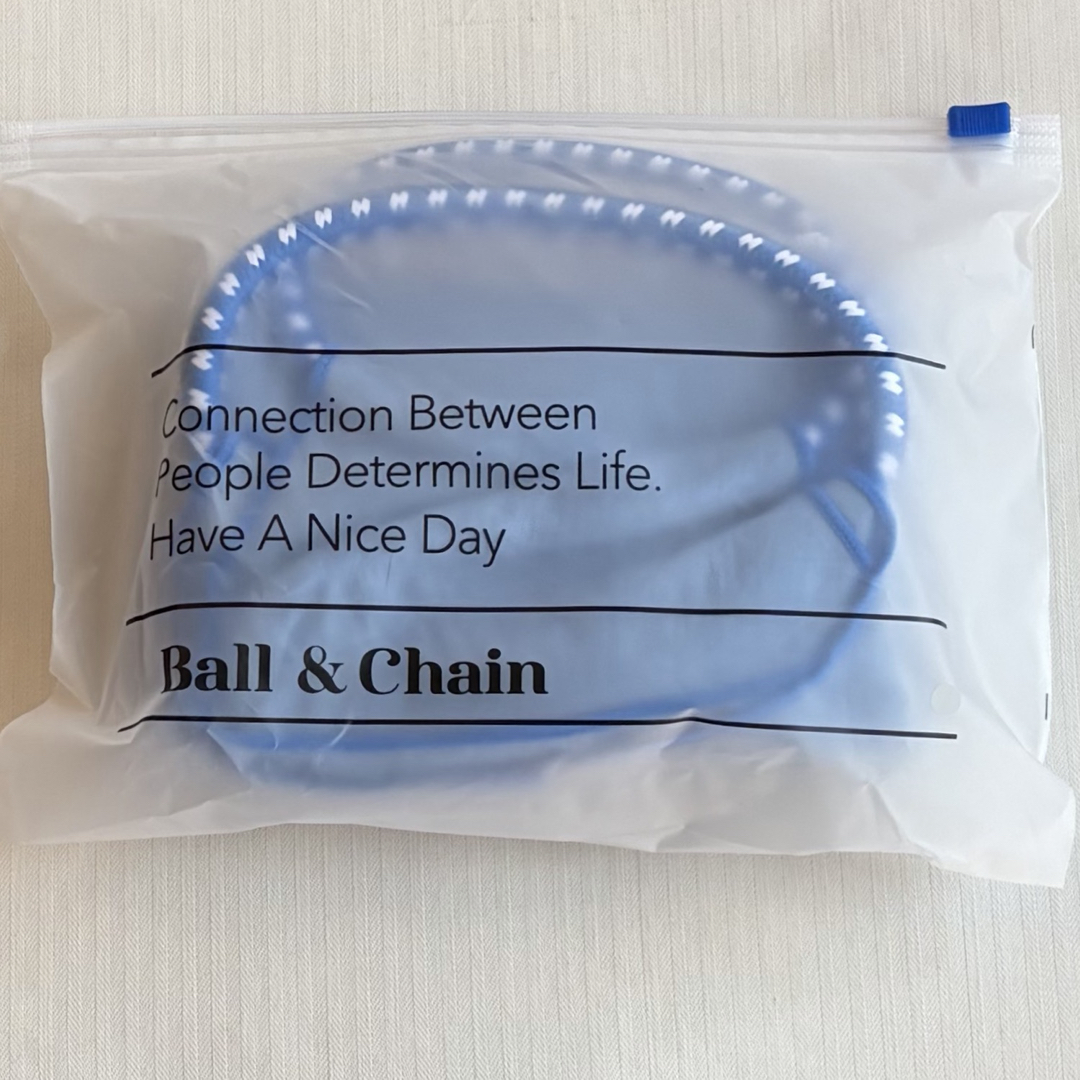 Connection Between
People Determines Life.
Have A Nice Day
Ball & Chain